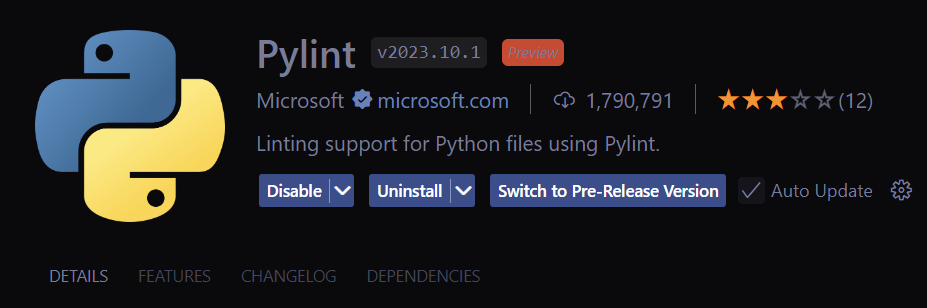 Pylint v2023.10.1 Preview
Microsoft microsoft.com 1,790,791 (12)
Linting support for Python files using Pylint.
Disable Uninstall Switch to Pre-Release Version Auto Update
DETAILS FEATURES CHANGELOG DEPENDENCIES